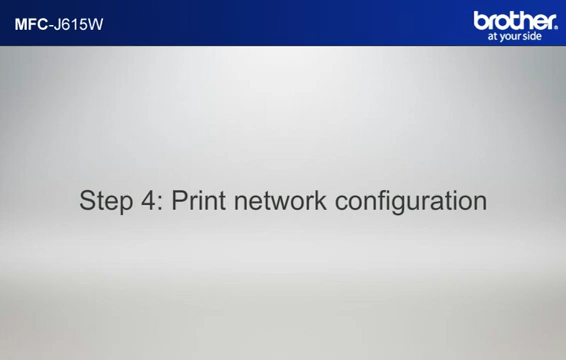 MFC-J615W
brother.
at your side
Step 4: Print network configuration